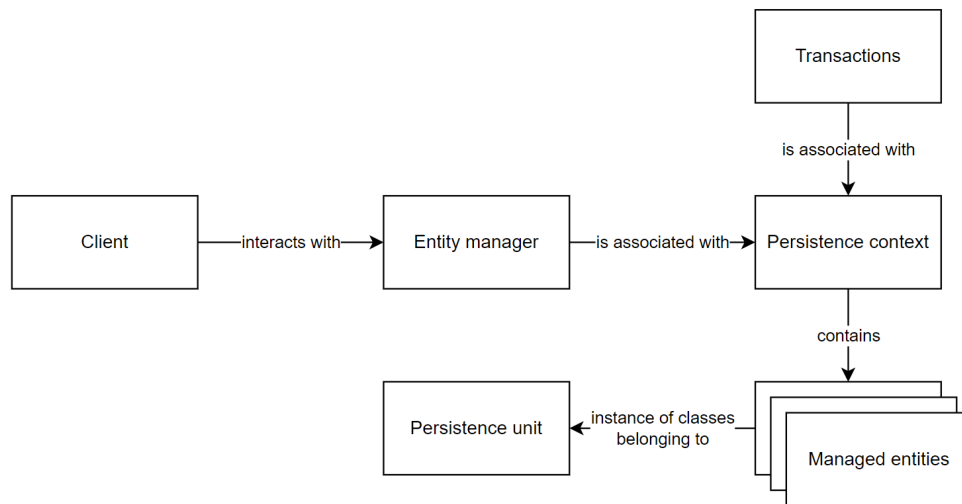 Transactions
is associated with
Client
interacts with
Entity manager
is associated with
Persistence context
contains
Persistence unit
instance of classes
belonging to
Managed entities